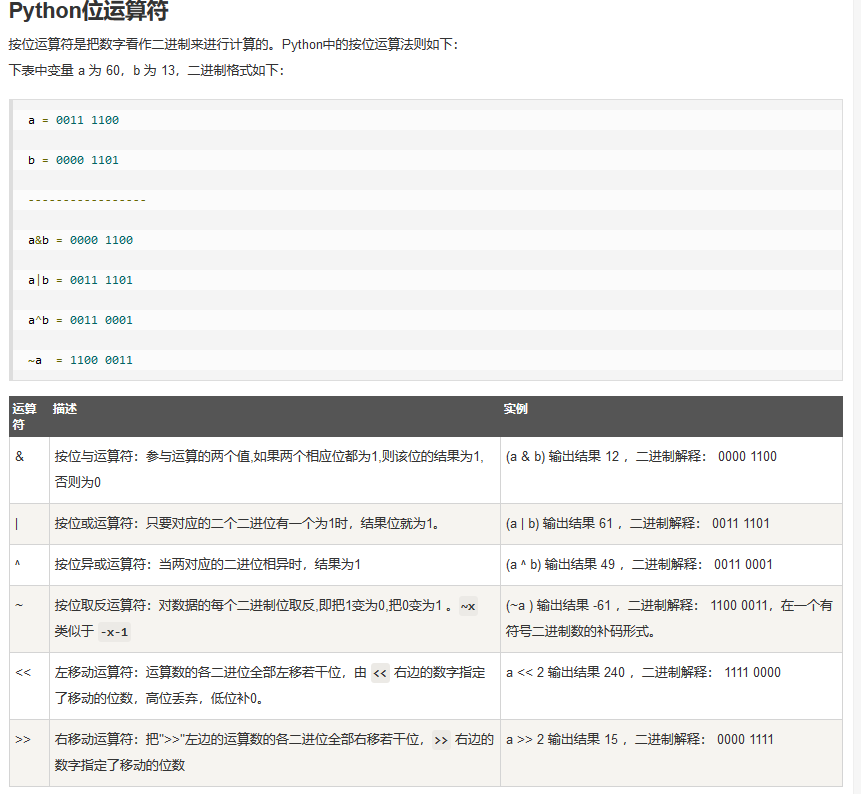 Python位运算符
按位运算符是把数字看作二进制来进行计算的。Python中的按位运算法则如下：
下表中变量 a 为 60，b 为 13，二进制格式如下：
a = 0011 1100
b = 0000 1101
-----------------
a&b = 0000 1100
a|b = 0011 1101
a^b = 0011 0001
~a  = 1100 0011
运算符 描述 实例
& 按位与运算符：参与运算的两个值,如果两个相应位都为1,则该位的结果为1,否则为0 (a & b) 输出结果 12 ，二进制解释： 0000 1100
| 按位或运算符：只要对应的二个二进位有一个为1时，结果位就为1。 (a | b) 输出结果 61 ，二进制解释： 0011 1101
^ 按位异或运算符：当两对应的二进位相异时，结果为1 (a ^ b) 输出结果 49 ，二进制解释： 0011 0001
~ 按位取反运算符：对数据的每个二进制位取反,即把1变为0,把0变为1 。~x 类似于 -x-1 (~a ) 输出结果 -61 ，二进制解释： 1100 0011，在一个有符号二进制数的补码形式。
<< 左移动运算符：运算数的各二进位全部左移若干位，由 << 右边的数字指定了移动的位数，高位丢弃，低位补0。 a << 2 输出结果 240 ，二进制解释： 1111 0000
>> 右移动运算符：把">>"左边的运算数的各二进位全部右移若干位，>> 右边的数字指定了移动的位数 a >> 2 输出结果 15 ，二进制解释： 0000 1111